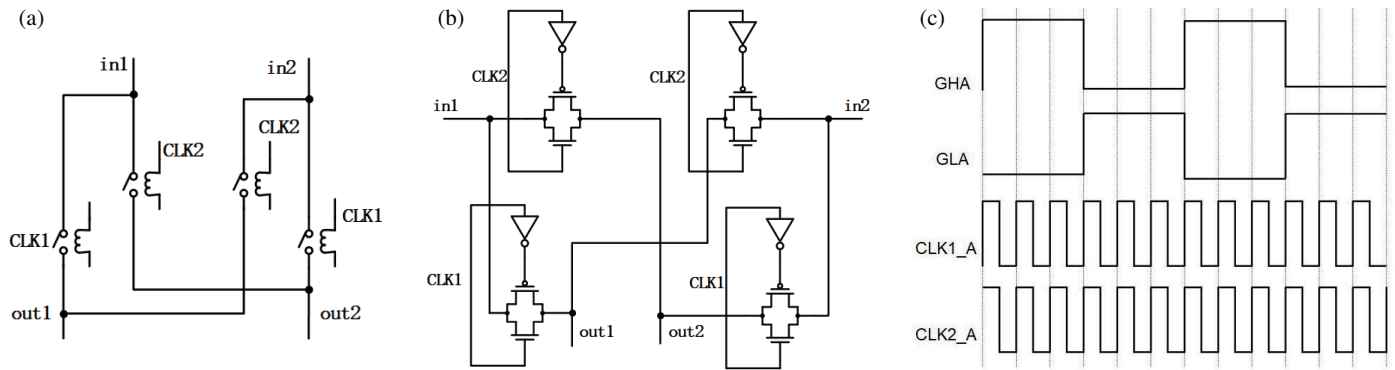 (a)
in1
in2
CLK2
CLK2
CLK1
CLK1
out1
out2
(b)
CLK2
CLK2
in1
in2
CLK1
CLK1
out1
out2
(c)
GHA
GLA
CLK1_A
CLK2_A